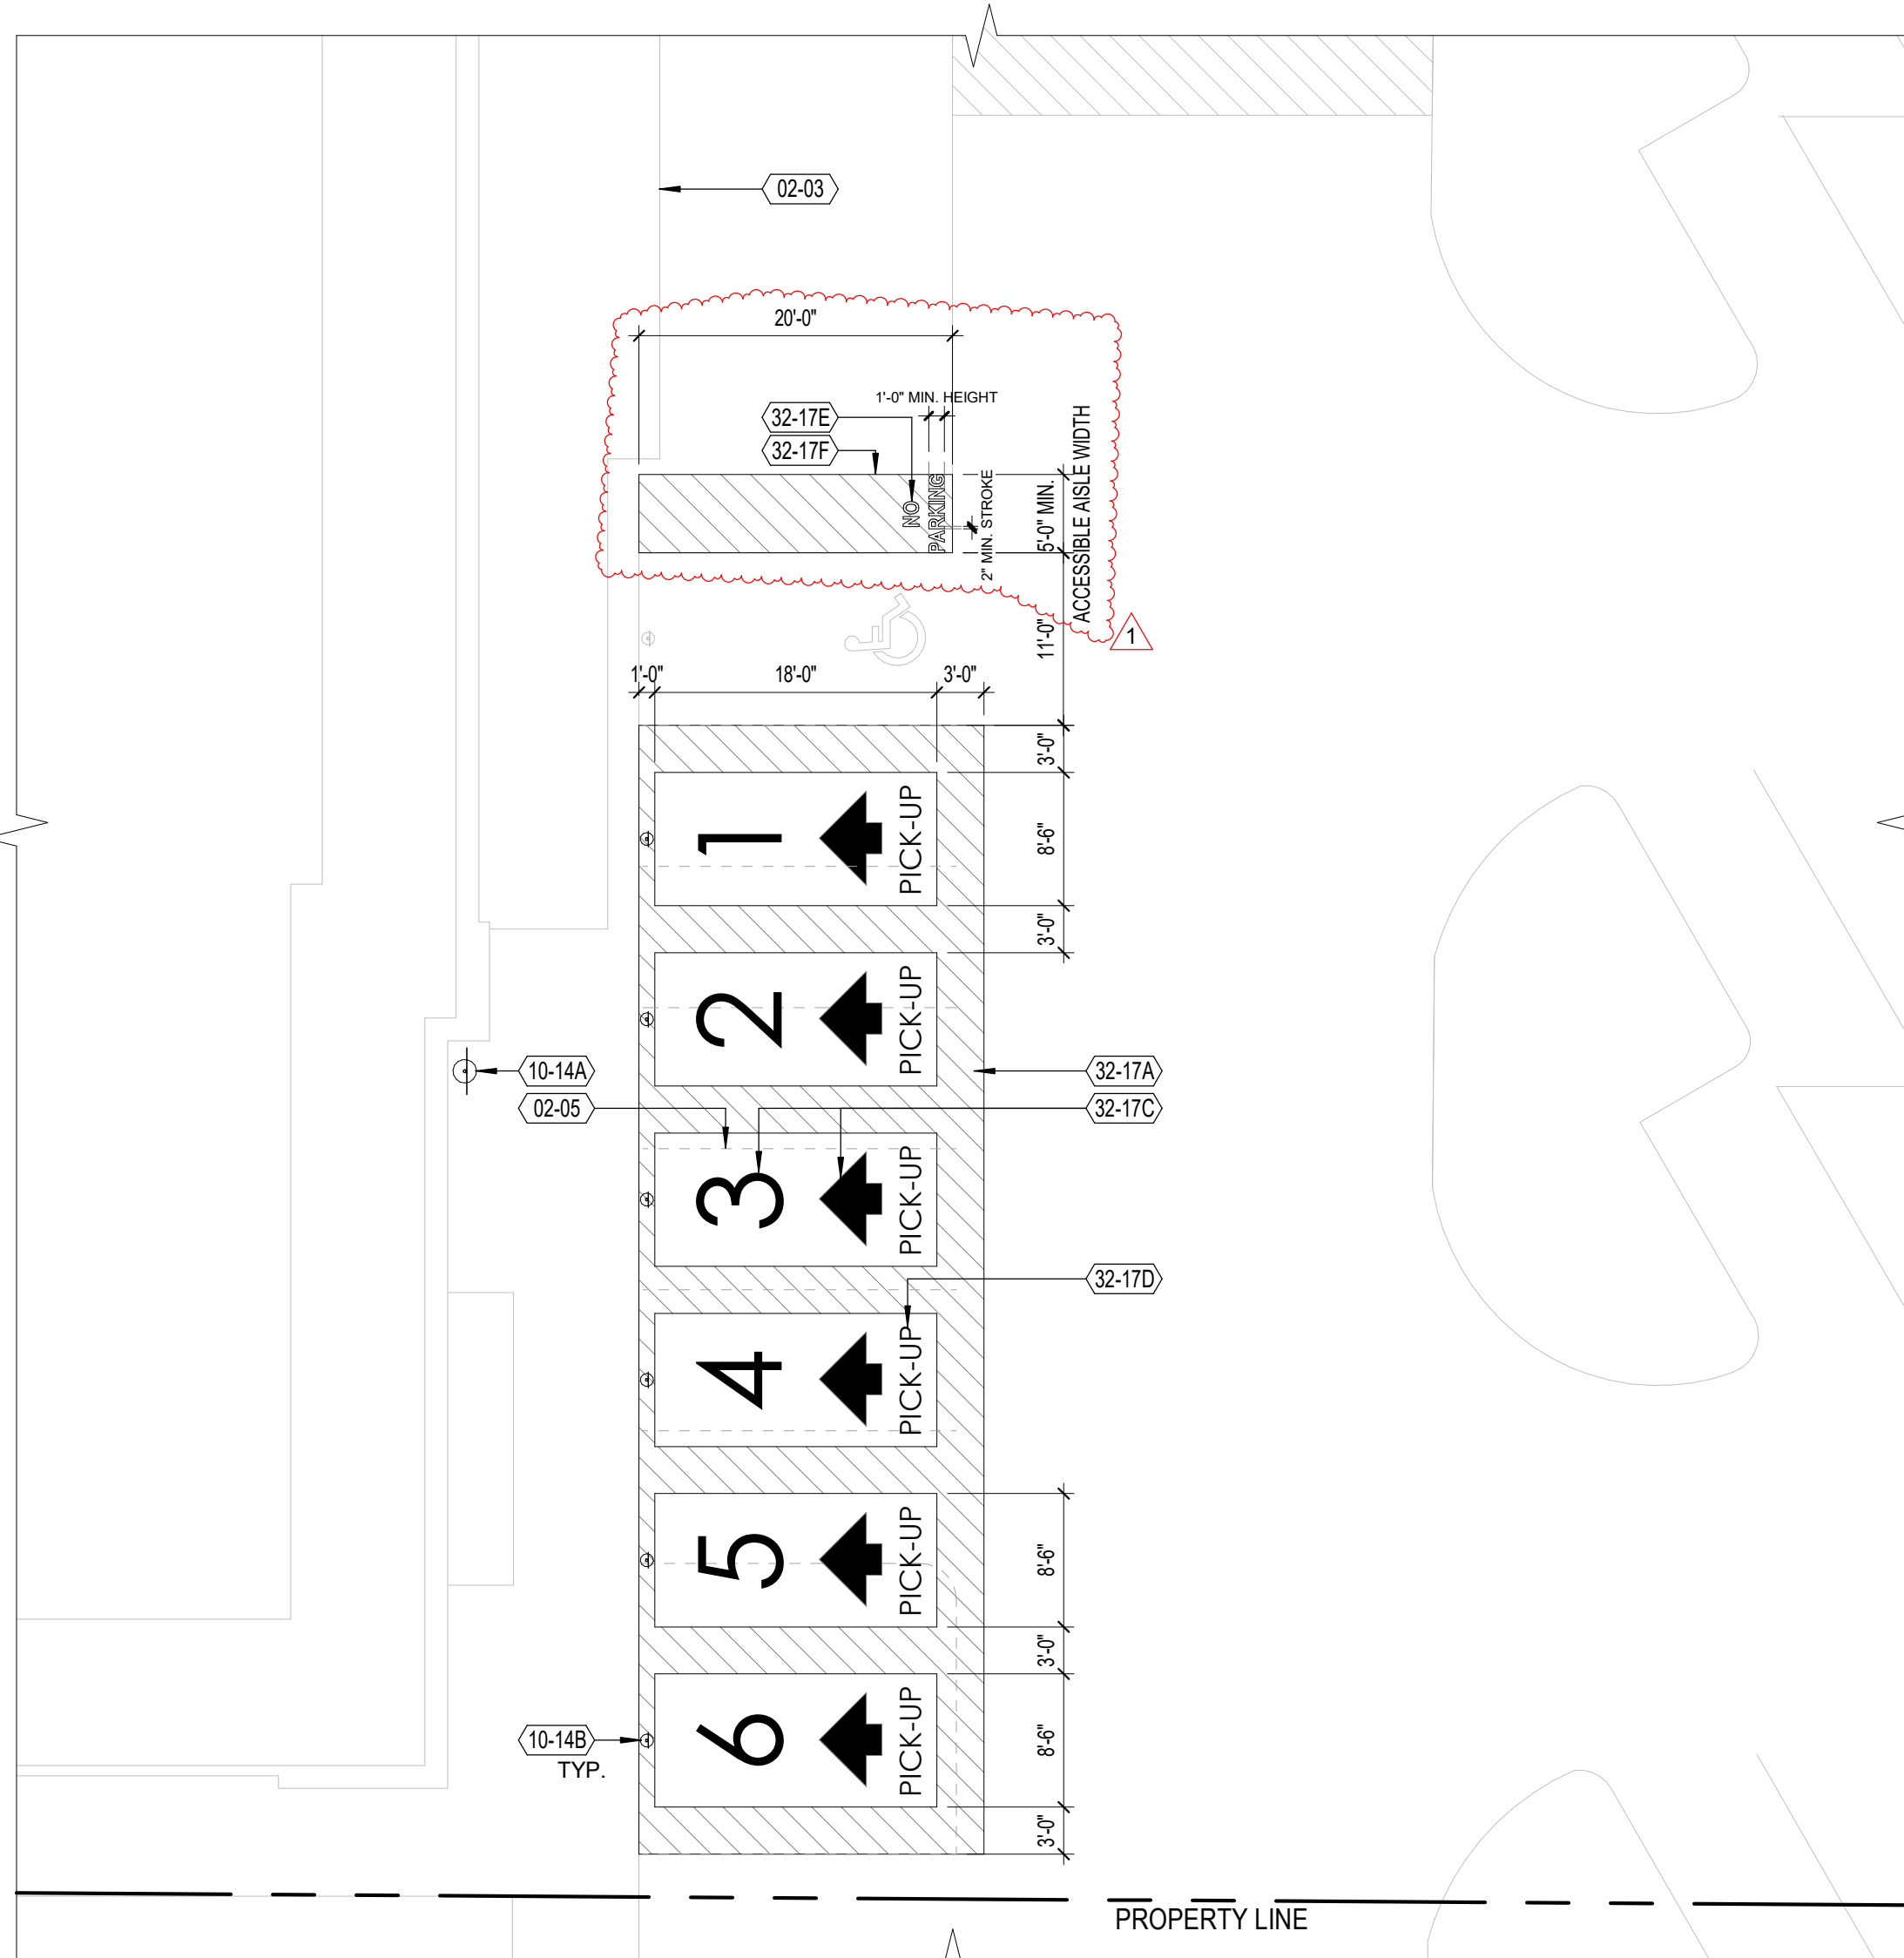 02-03
20'-0"
1'-0" MIN. HEIGHT
32-17E
32-17F
NO
PARKING
2" MIN. STROKE
5'-0" MIN.
ACCESSIBLE AISLE WIDTH
11'-0"
1
1'-0"
18'-0"
3'-0"
3'-0"
1
PICK-UP
8'-6"
3'-0"
2
PICK-UP
10-14A
32-17A
02-05
32-17C
3
PICK-UP
32-17D
4
PICK-UP
5
PICK-UP
8'-6"
3'-0"
10-14B
TYP.
6
PICK-UP
8'-6"
3'-0"
PROPERTY LINE